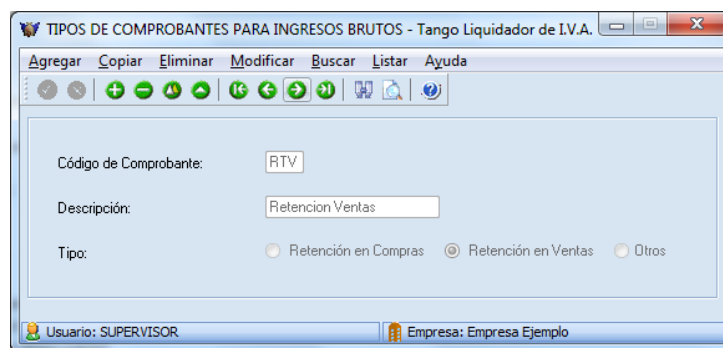 TIPOS DE COMPROBANTES PARA INGRESOS BRUTOS - Tango Liquidador de I.V.A.
Agregar Copiar Eliminar Modificar Buscar Listar Ayuda
Código de Comprobante: RTV
Descripción: Retencion Ventas
Tipo: Retención en Compras Retención en Ventas Otros
Usuario: SUPERVISOR Empresa: Empresa Ejemplo